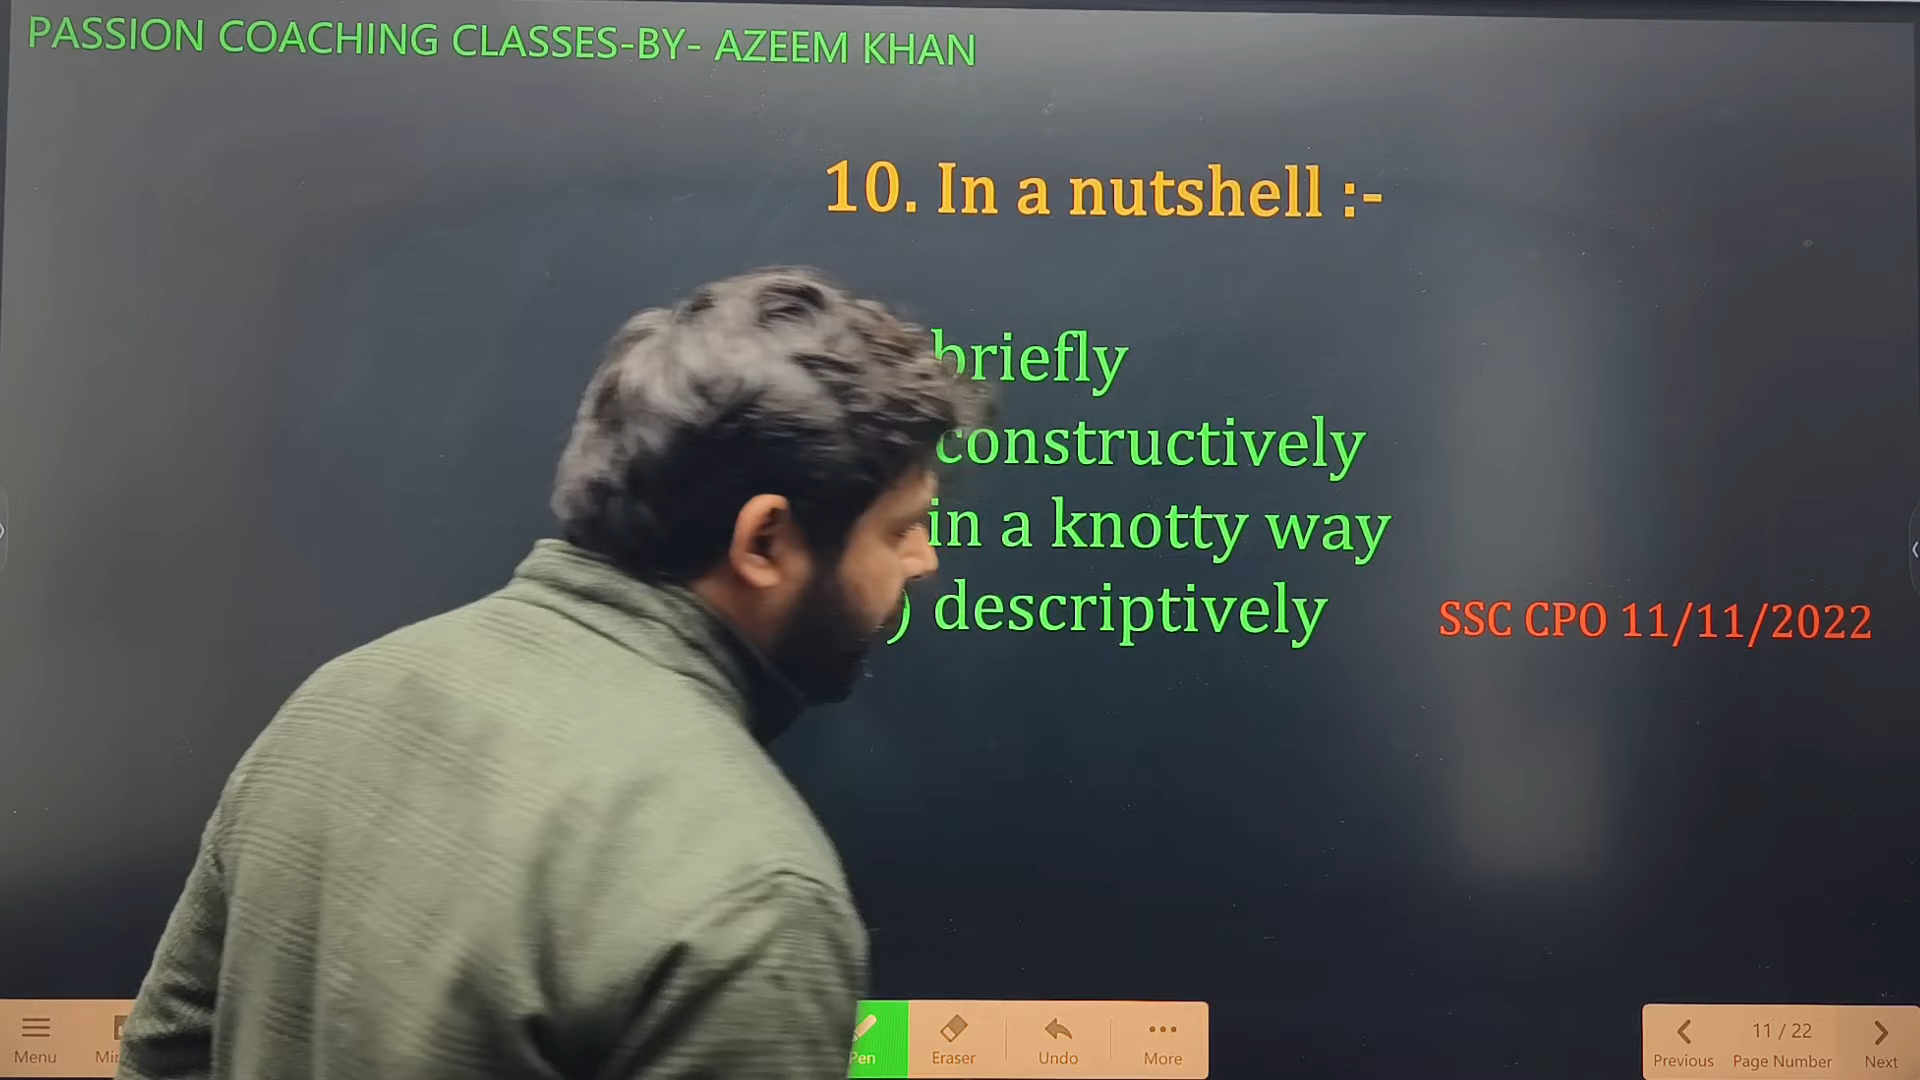 PASSION COACHING CLASSES-BY- AZEEM KHAN
10. In a nutshell :-
briefly
constructively
in a knotty way
) descriptively
SSC CPO 11/11/2022
Menu
Pen
Eraser
Undo
More
Previous
11 / 22
Page Number
Next